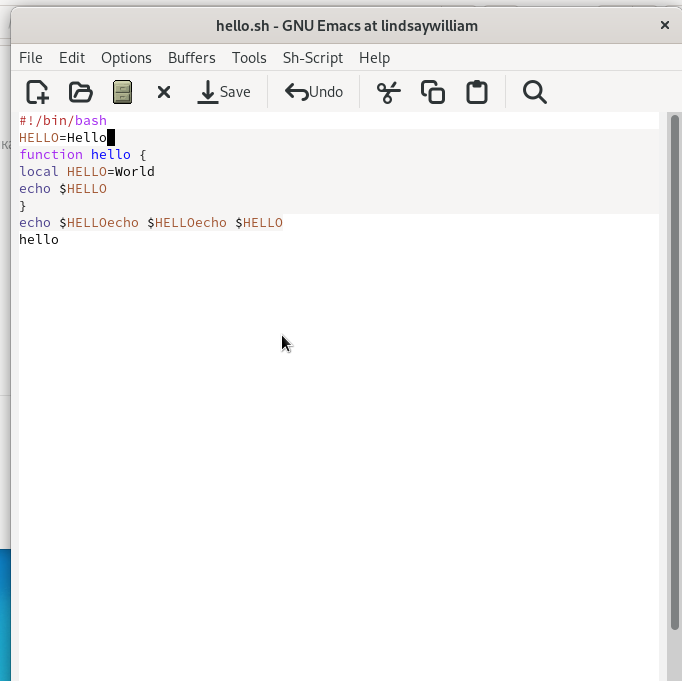 hello.sh - GNU Emacs at lindsaywilliam
File Edit Options Buffers Tools Sh-Script Help
Save Undo
#!/bin/bash
HELLO=Hello
function hello {
local HELLO=World
echo $HELLO
}
echo $HELLOecho $HELLOecho $HELLO
hello